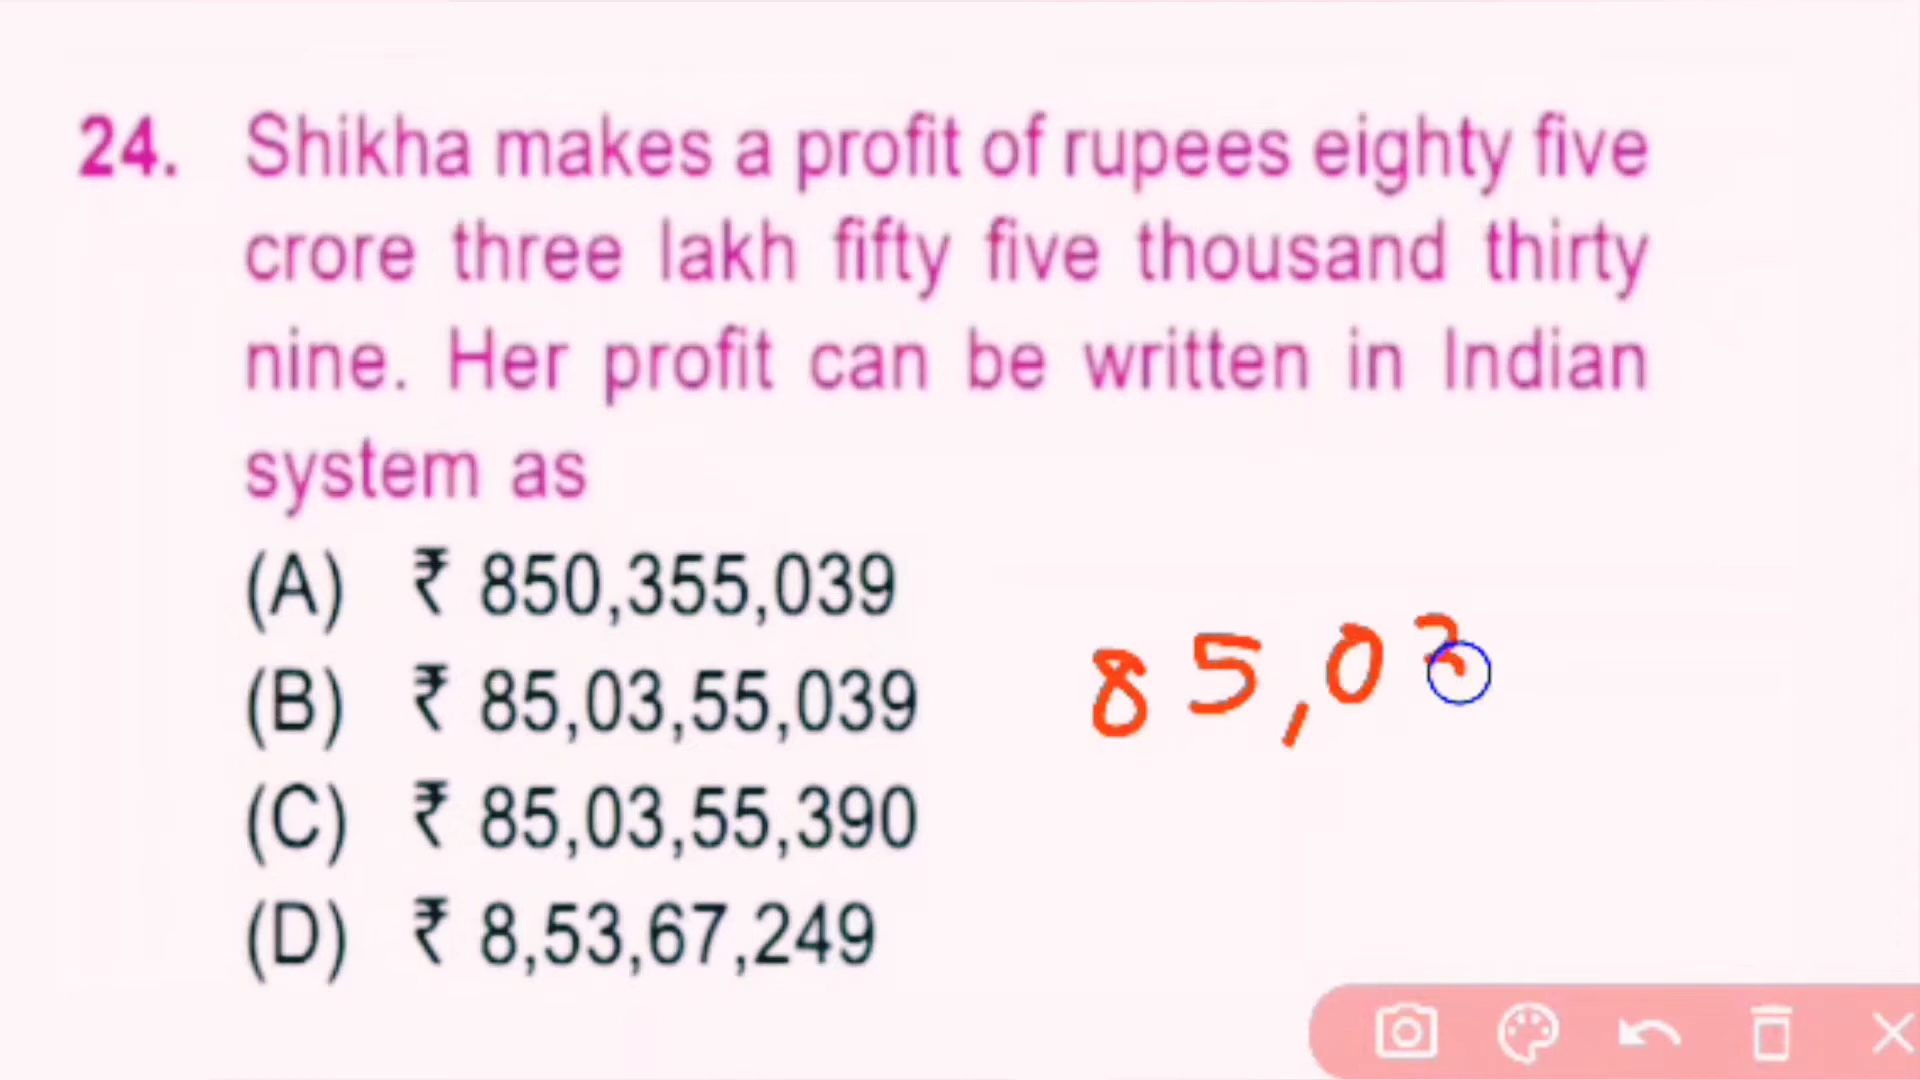 24. Shikha makes a profit of rupees eighty five
crore three lakh fifty five thousand thirty
nine. Her profit can be written in Indian
system as
(A) ₹ 850,355,039
(B) ₹ 85,03,55,039
(C) ₹ 85,03,55,390
(D) ₹ 8,53,67,249
85,03